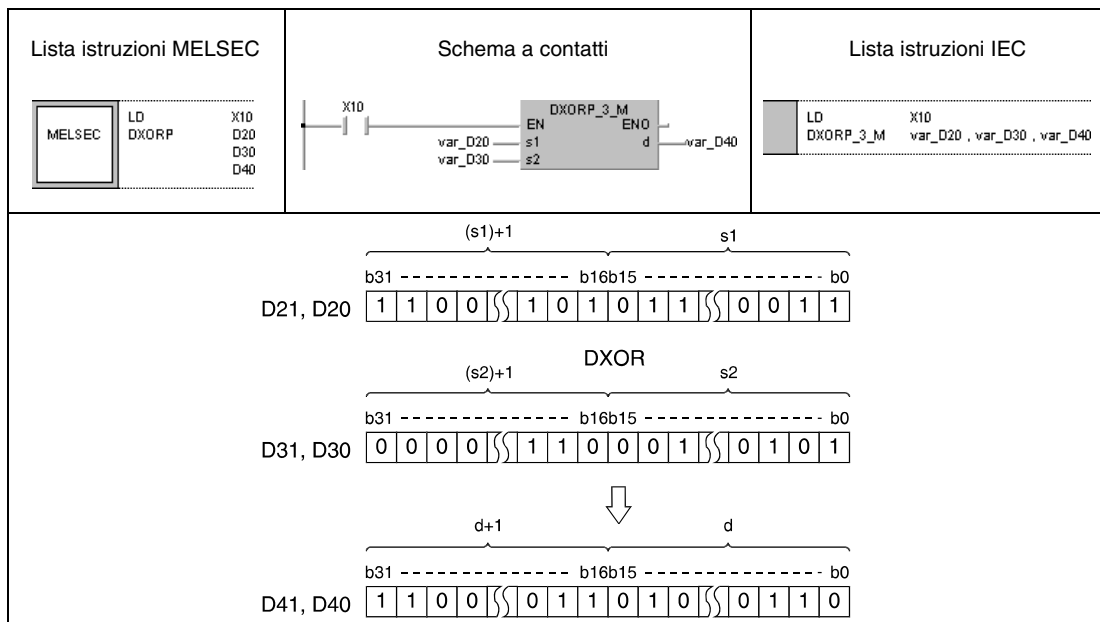 Lista istruzioni MELSEC
Schema a contatti
Lista istruzioni IEC
MELSEC
LD X10
DXORP D20
D30
D40
X10
DXORP_3_M
EN ENO
var_D20 s1 d var_D40
var_D30 s2
LD X10
DXORP_3_M var_D20 , var_D30 , var_D40
(s1)+1 s1
b31 b16b15 b0
D21, D20 1 1 0 0 1 0 1 0 1 1 0 0 1 1
DXOR
(s2)+1 s2
b31 b16b15 b0
D31, D30 0 0 0 0 1 1 0 0 0 1 0 1 0 1
d+1 d
b31 b16b15 b0
D41, D40 1 1 0 0 0 1 1 0 1 0 0 1 1 0